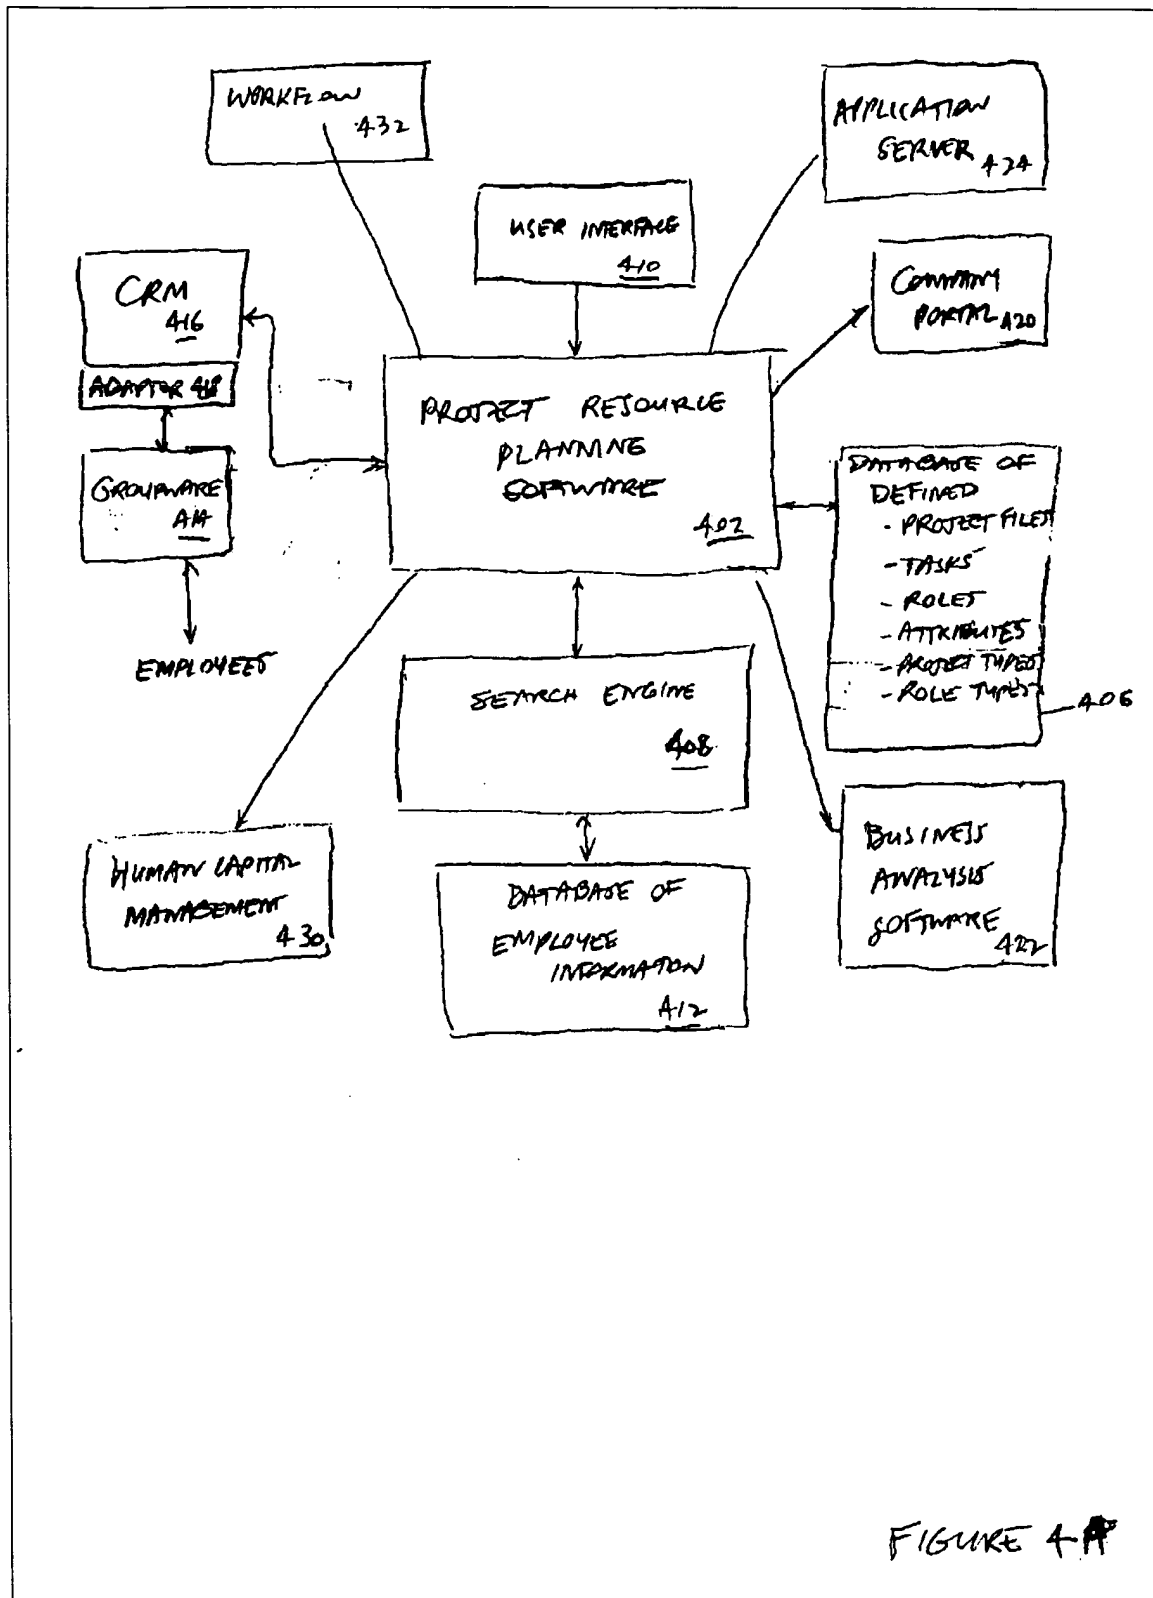 WORKFLOW
432
APPLICATION
SERVER
424
USER INTERFACE
410
CRM
416
ADAPTOR 418
GROUPWARE
414
EMPLOYEES
COMPANY
PORTAL 420
PROJECT RESOURCE
PLANNING
SOFTWARE
402
DATABASE OF
DEFINED
- PROJECT FILES
- TASKS
- ROLES
- ATTRIBUTES
- PROJECT TYPES
- ROLE TYPES
406
SEARCH ENGINE
408
HUMAN CAPITAL
MANAGEMENT
430
DATABASE OF
EMPLOYEE
INFORMATION
412
BUSINESS
ANALYSIS
SOFTWARE
422
FIGURE 4A